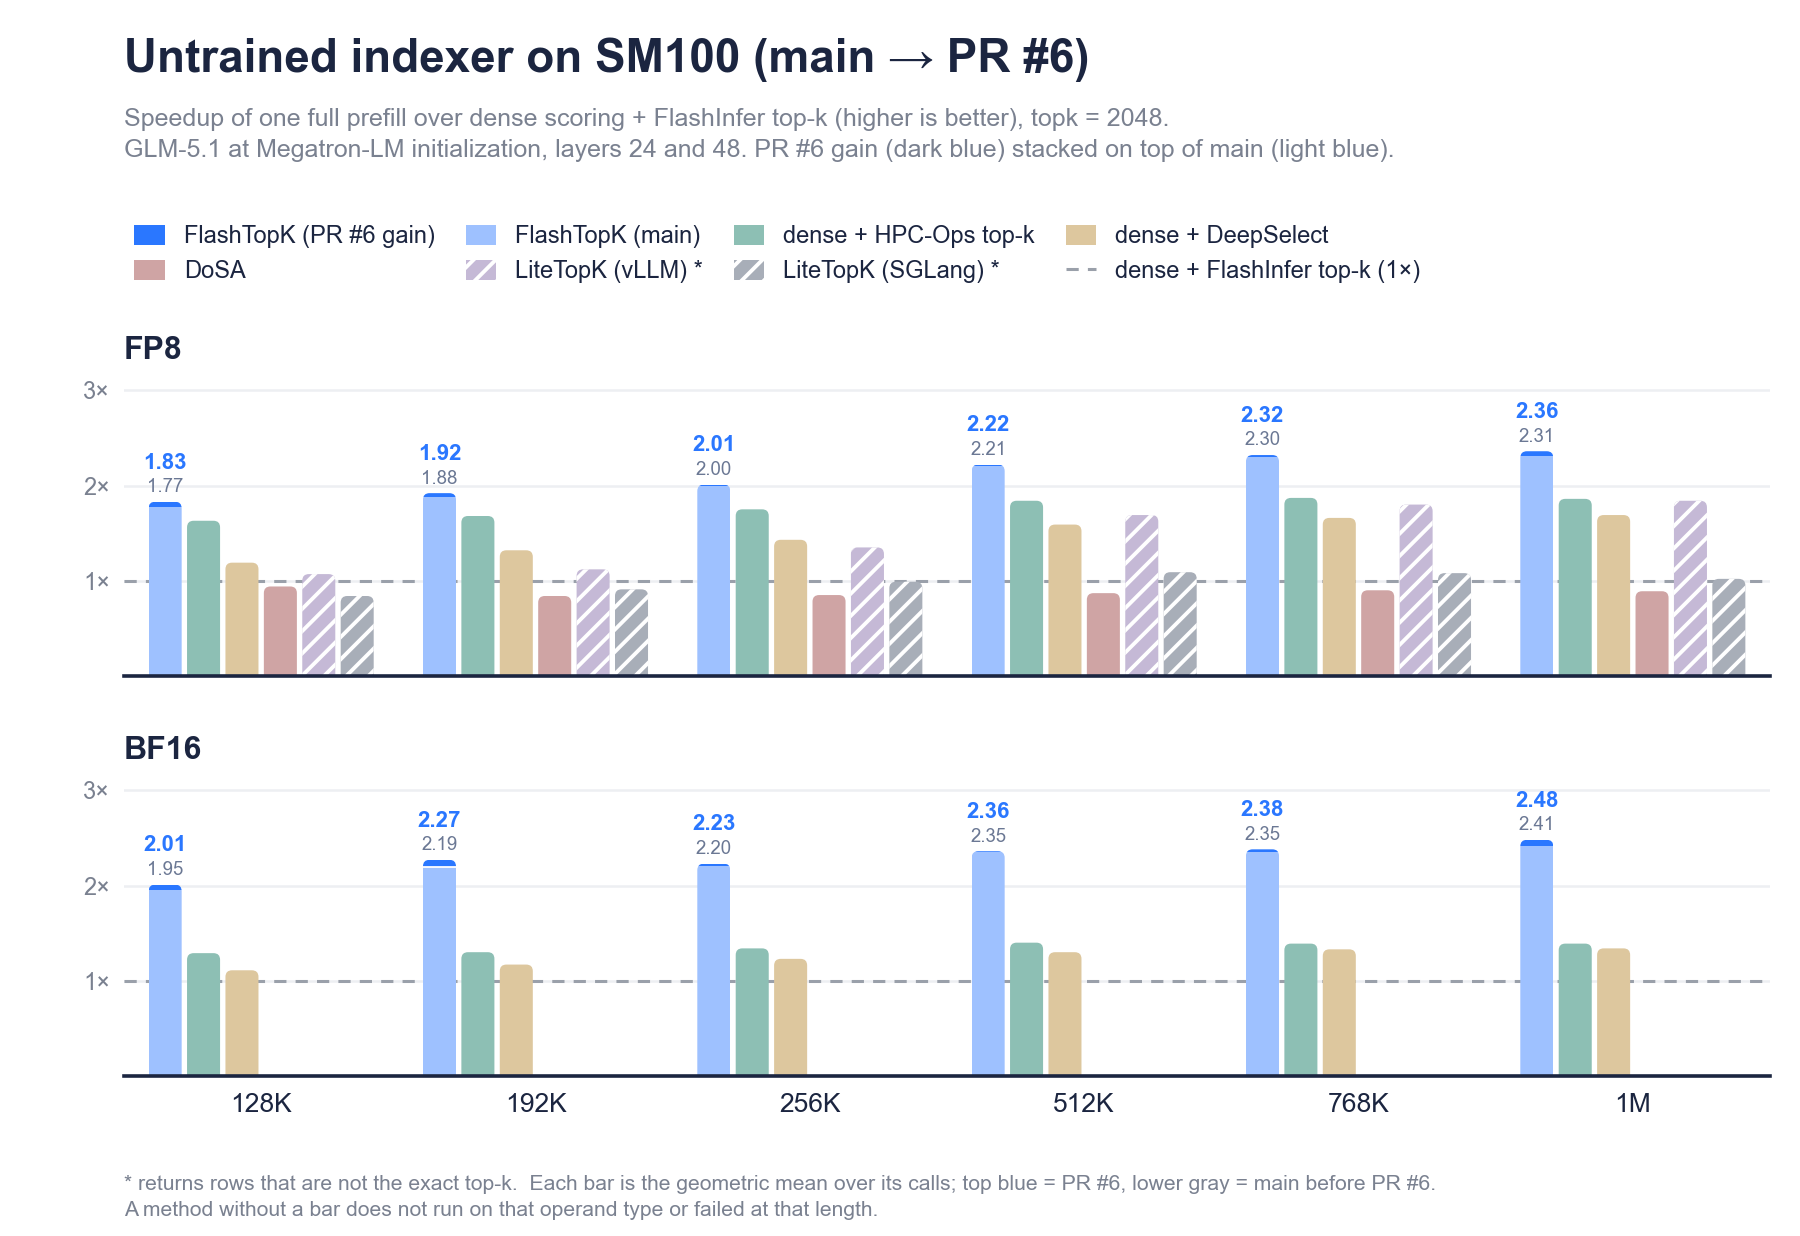 Untrained indexer on SM100 (main → PR #6)
Speedup of one full prefill over dense scoring + FlashInfer top-k (higher is better), topk = 2048.
GLM-5.1 at Megatron-LM initialization, layers 24 and 48. PR #6 gain (dark blue) stacked on top of main (light blue).
FlashTopK (PR #6 gain) FlashTopK (main) dense + HPC-Ops top-k dense + DeepSelect
DoSA LiteTopK (vLLM) * LiteTopK (SGLang) * dense + FlashInfer top-k (1×)
FP8
3×
2×
1×
1.83 1.92 2.01 2.22 2.32 2.36
1.77 1.88 2.00 2.21 2.30 2.31
BF16
3×
2×
1×
2.01 2.27 2.23 2.36 2.38 2.48
1.95 2.19 2.20 2.35 2.35 2.41
128K 192K 256K 512K 768K 1M
* returns rows that are not the exact top-k.  Each bar is the geometric mean over its calls; top blue = PR #6, lower gray = main before PR #6.
A method without a bar does not run on that operand type or failed at that length.